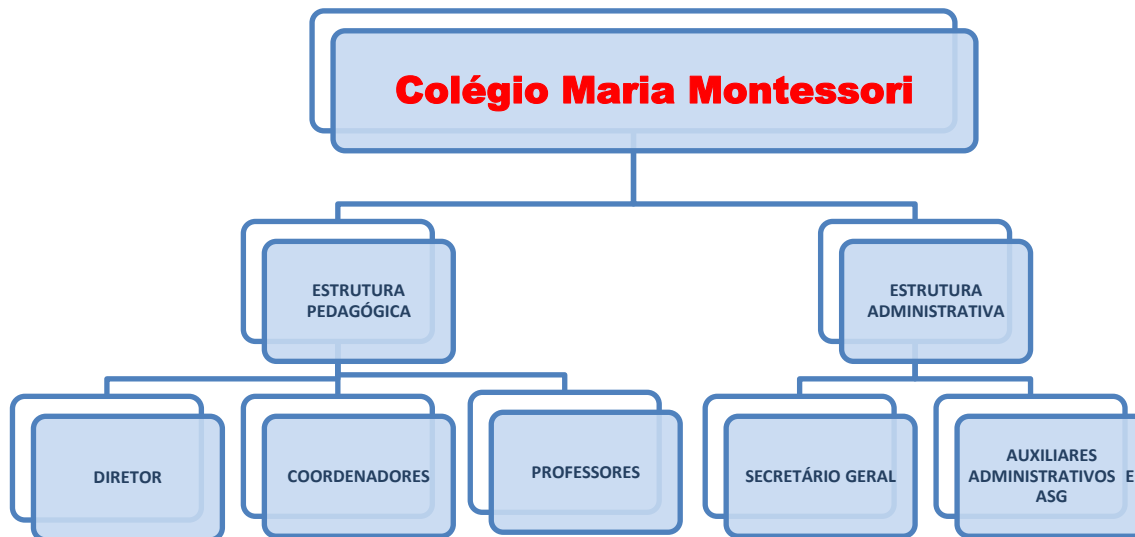 Colégio Maria Montessori
ESTRUTURA
PEDAGÓGICA
ESTRUTURA
ADMINISTRATIVA
DIRETOR
COORDENADORES
PROFESSORES
SECRETÁRIO GERAL
AUXILIARES
ADMINISTRATIVOS E
ASG